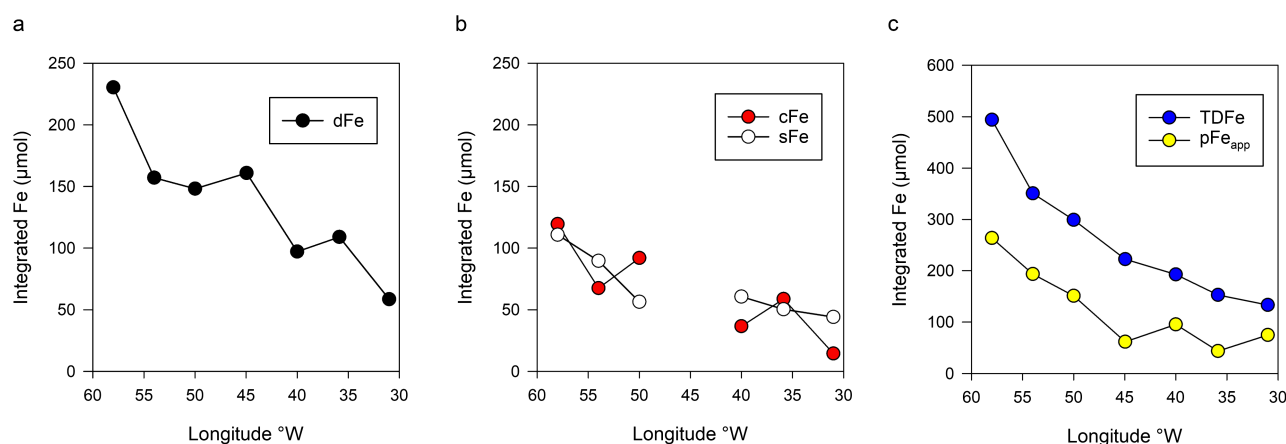 a
250
200
150
100
50
0
60 55 50 45 40 35 30
Integrated Fe (µmol)
Longitude °W
dFe
b
250
200
150
100
50
0
60 55 50 45 40 35 30
Integrated Fe (µmol)
Longitude °W
cFe
sFe
c
600
500
400
300
200
100
0
60 55 50 45 40 35 30
Integrated Fe (µmol)
Longitude °W
TDFe
pFeapp